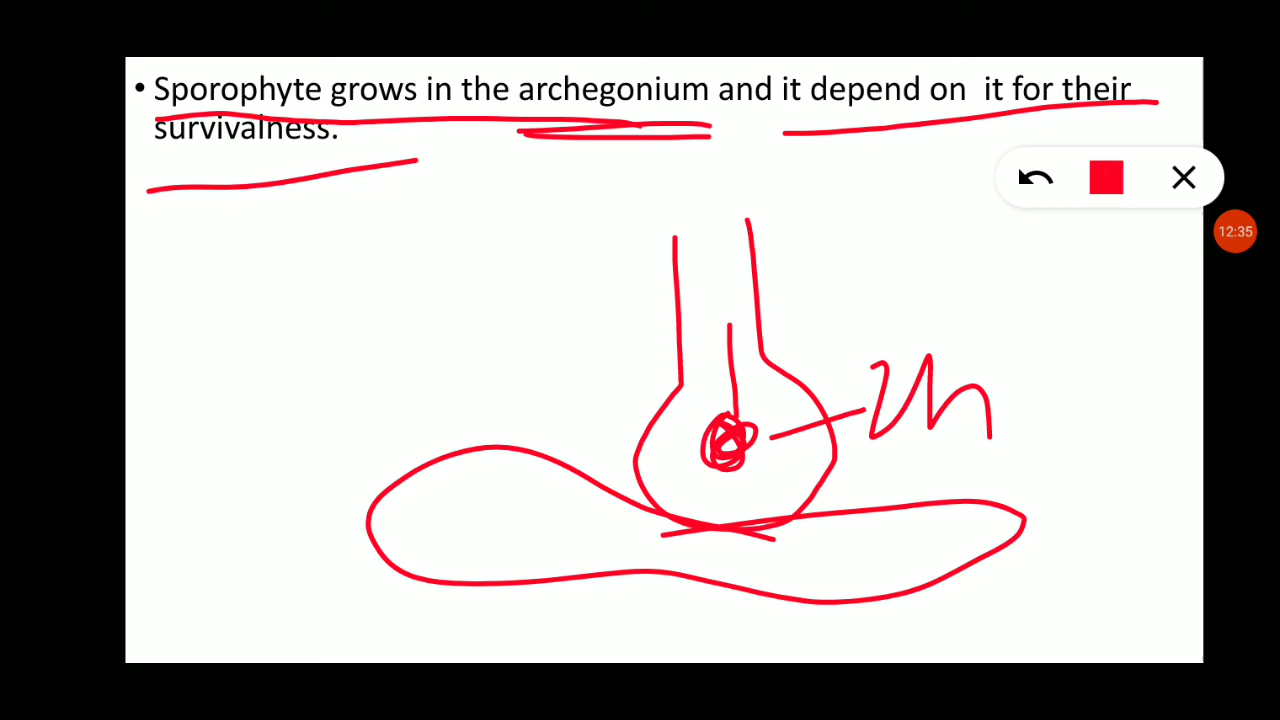 • Sporophyte grows in the archegonium and it depend on it for their
survivalness.
12:35
2n